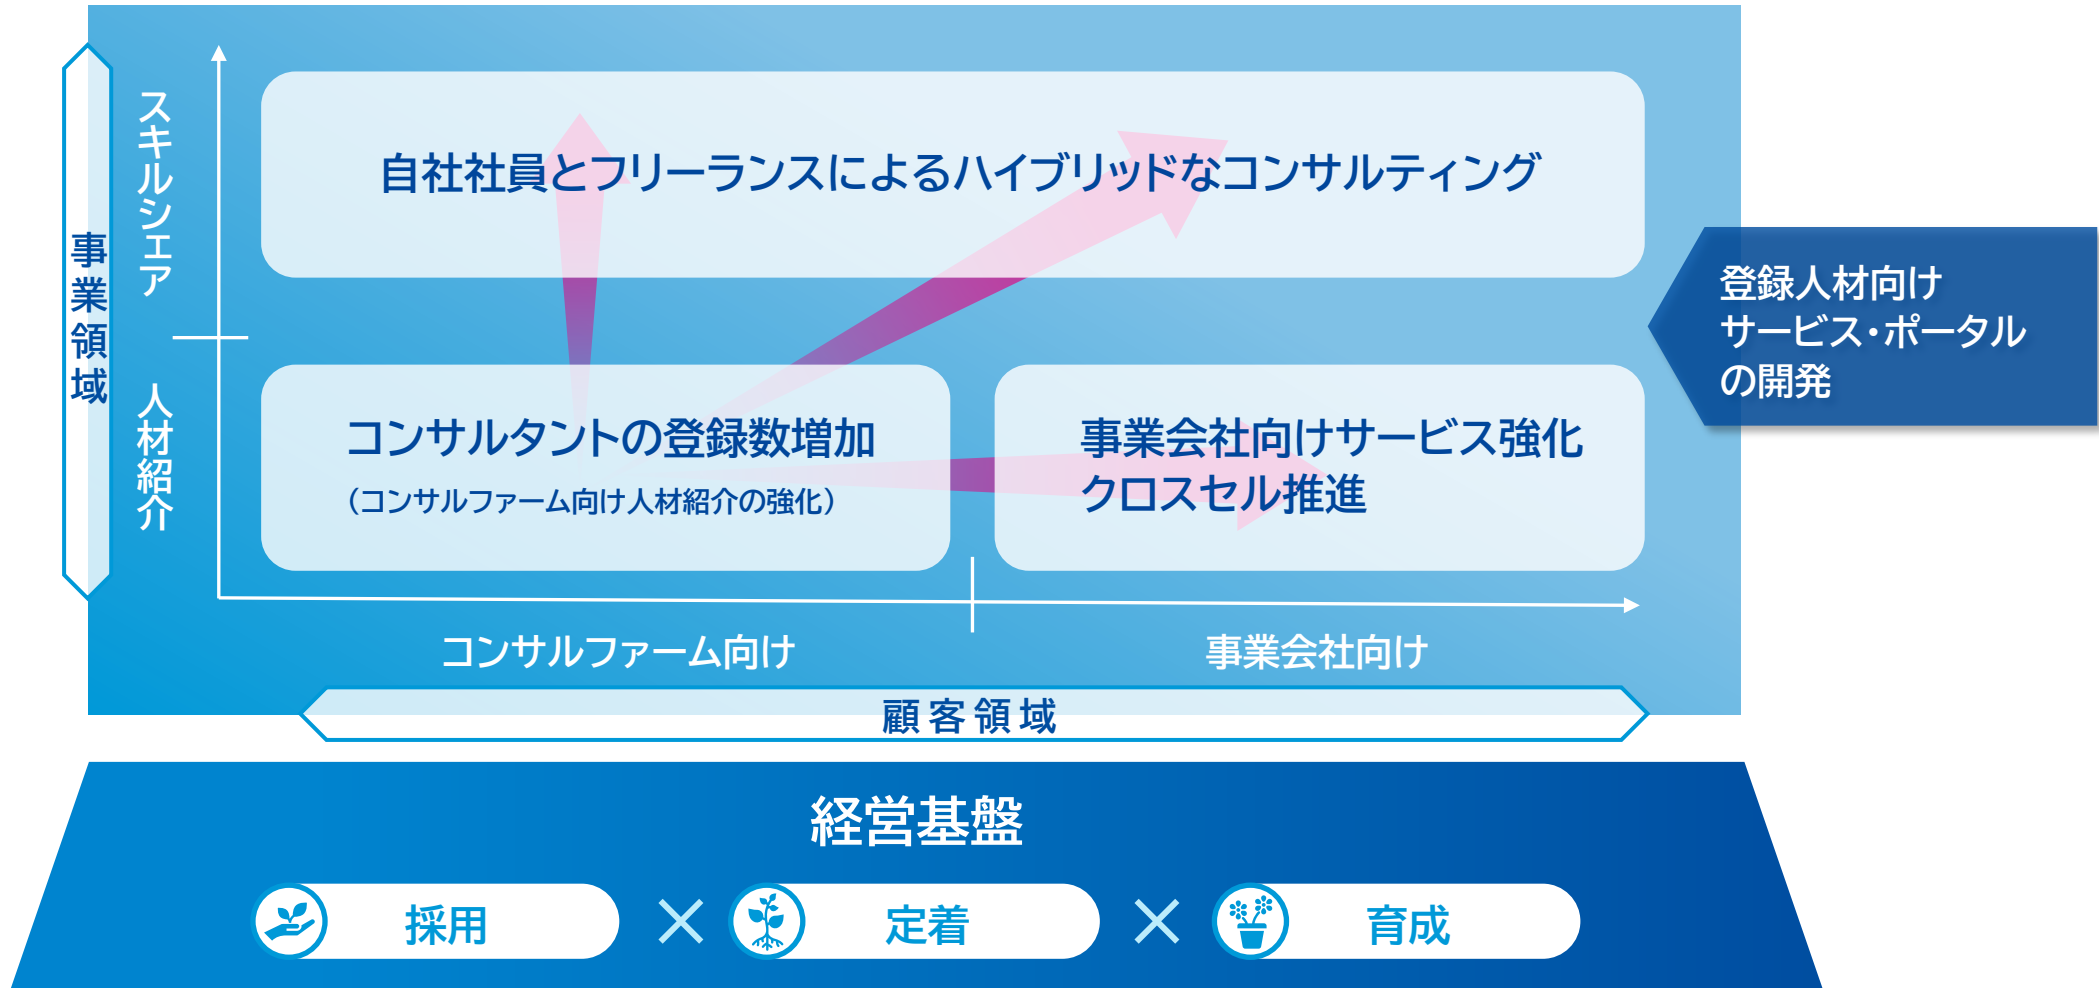 事業領域
スキルシェア
人材紹介
自社社員とフリーランスによるハイブリッドなコンサルティング
コンサルタントの登録数増加
（コンサルファーム向け人材紹介の強化）
事業会社向けサービス強化
クロスセル推進
登録人材向け
サービス・ポータル
の開発
コンサルファーム向け
事業会社向け
顧客領域
経営基盤
採用 × 定着 × 育成